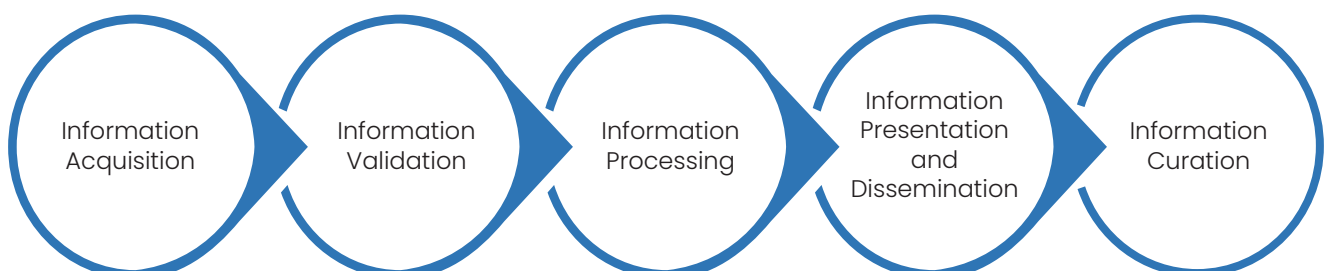 Information
Acquisition
Information
Validation
Information
Processing
Information
Presentation
and
Dissemination
Information
Curation